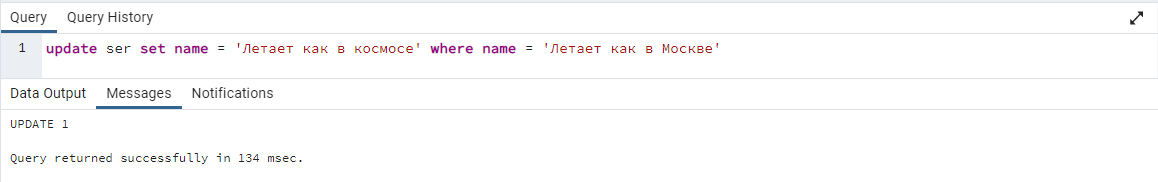 Query Query History
1 update ser set name = 'Летает как в космосе' where name = 'Летает как в Москве'
Data Output Messages Notifications
UPDATE 1
Query returned successfully in 134 msec.